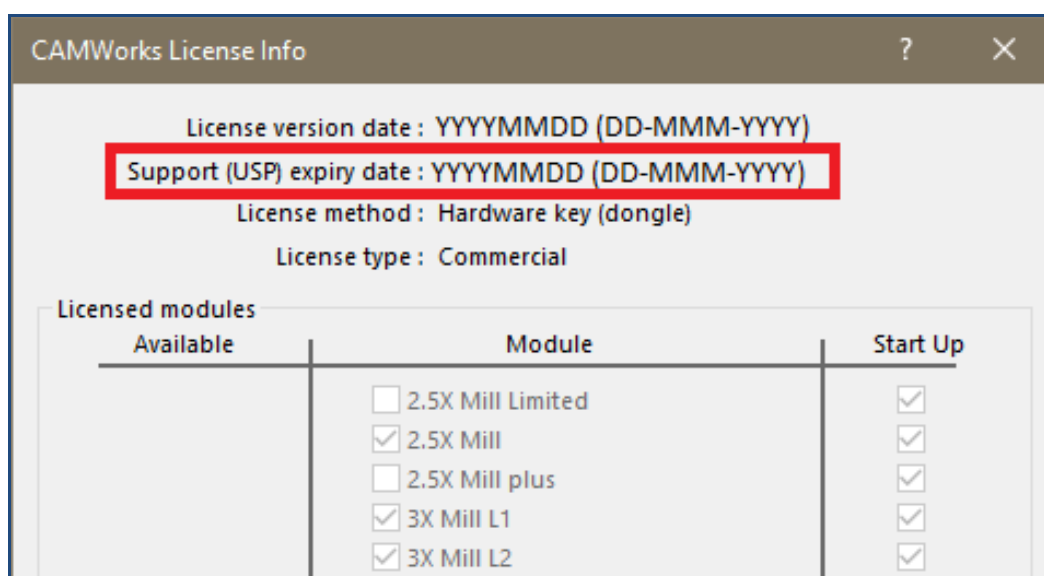 CAMWorks License Info ? ✕
License version date : YYYYMMDD (DD-MMM-YYYY)
Support (USP) expiry date : YYYYMMDD (DD-MMM-YYYY)
License method : Hardware key (dongle)
License type : Commercial
Licensed modules
Available Module Start Up
2.5X Mill Limited
2.5X Mill
2.5X Mill plus
3X Mill L1
3X Mill L2